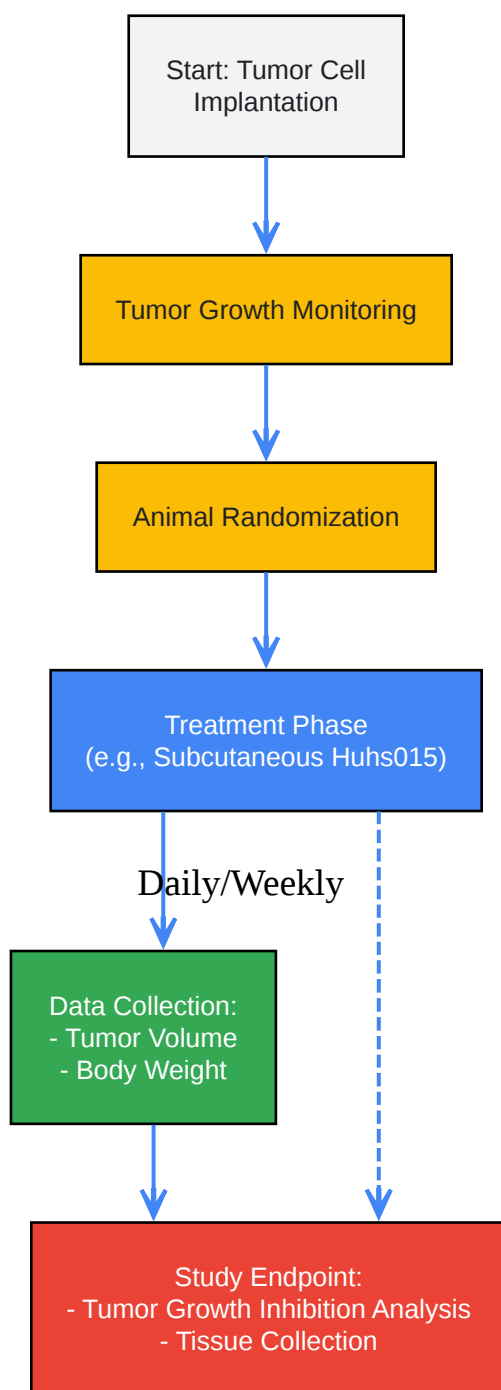 Start: Tumor Cell
Implantation
Tumor Growth Monitoring
Animal Randomization
Treatment Phase
(e.g., Subcutaneous Huhs015)
Daily/Weekly
Data Collection:
- Tumor Volume
- Body Weight
Study Endpoint:
- Tumor Growth Inhibition Analysis
- Tissue Collection